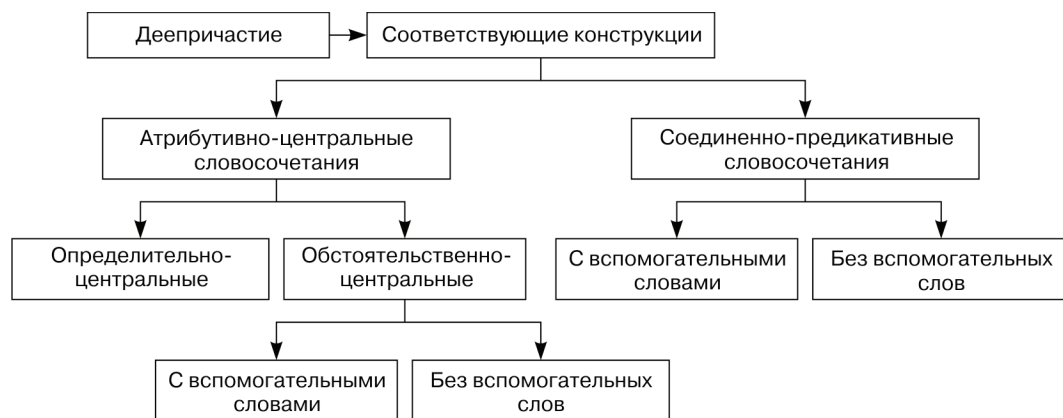 Деепричастие
Соответствующие конструкции
Атрибутивно-центральные
словосочетания
Соединенно-предикативные
словосочетания
Определительно-
центральные
Обстоятельственно-
центральные
С вспомогательными
словами
Без вспомогательных
слов
С вспомогательными
словами
Без вспомогательных
слов